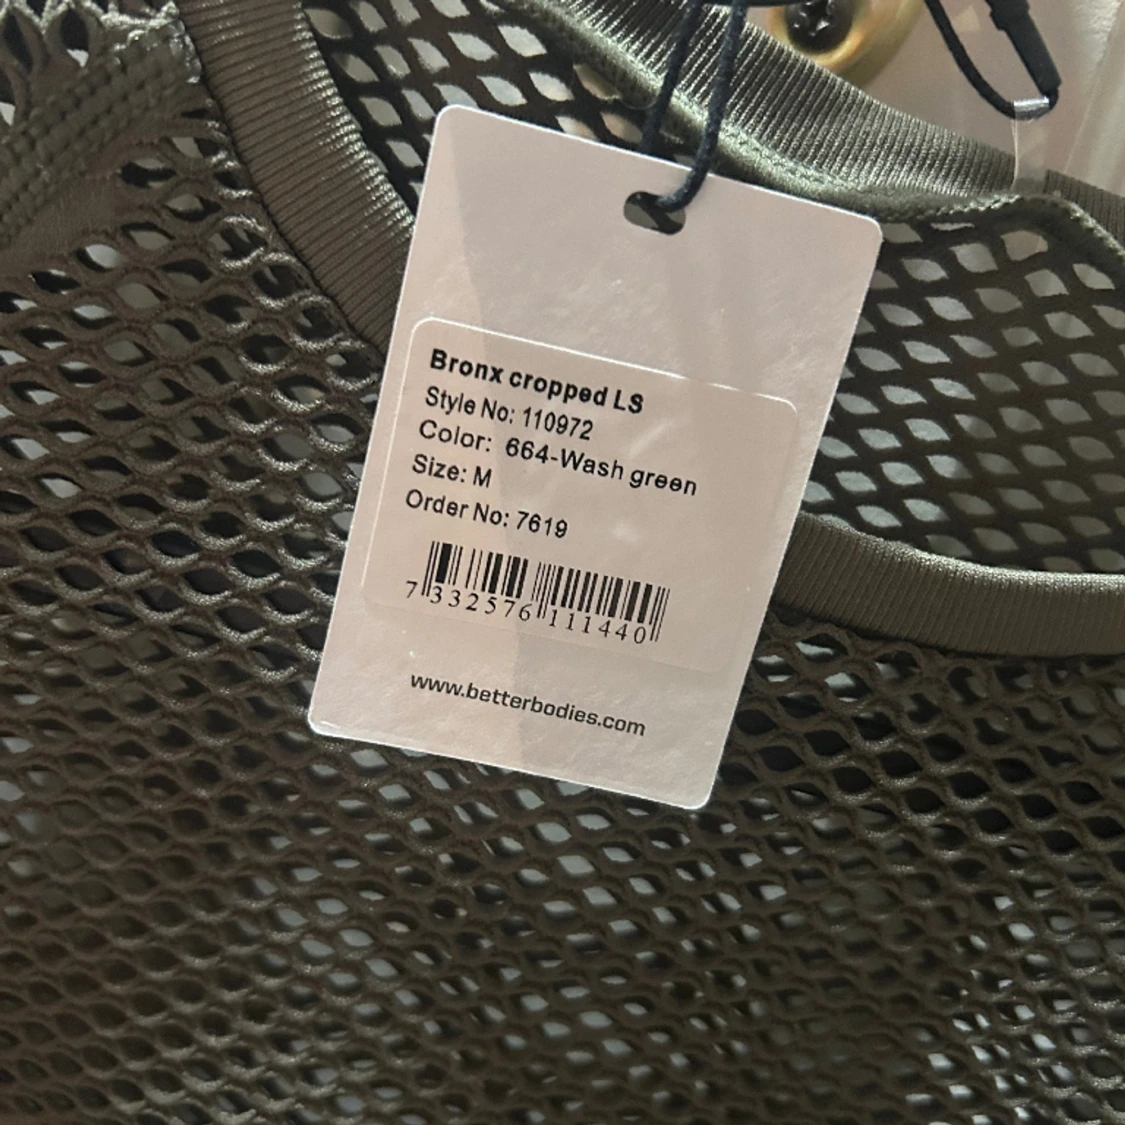 Bronx cropped LS
Style No: 110972
Color: 664-Wash green
Size: M
Order No: 7619
7 332576 111440
www.betterbodies.com